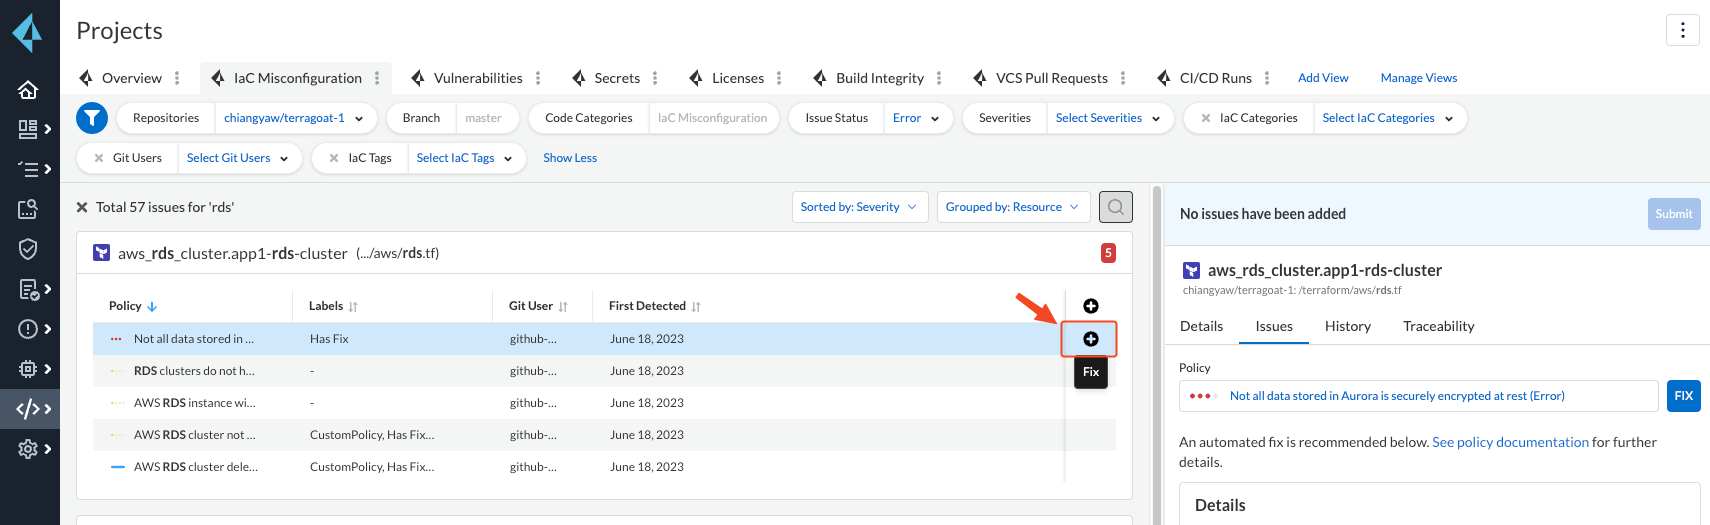 Projects
Overview IaC Misconfiguration Vulnerabilities Secrets Licenses Build Integrity VCS Pull Requests CI/CD Runs Add View Manage Views
Repositories chiangyaw/terragoat-1 Branch master Code Categories IaC Misconfiguration Issue Status Error Severities Select Severities IaC Categories Select IaC Categories
Git Users Select Git Users IaC Tags Select IaC Tags Show Less
Total 57 issues for 'rds' Sorted by: Severity Grouped by: Resource
aws_rds_cluster.app1-rds-cluster (.../aws/rds.tf) 5
Policy Labels Git User First Detected
Not all data stored in ... Has Fix github-... June 18, 2023
Fix
RDS clusters do not h... - github-... June 18, 2023
AWS RDS instance wi... - github-... June 18, 2023
AWS RDS cluster not ... CustomPolicy, Has Fix... github-... June 18, 2023
AWS RDS cluster dele... CustomPolicy, Has Fix... github-... June 18, 2023
No issues have been added Submit
aws_rds_cluster.app1-rds-cluster
chiangyaw/terragoat-1: /terraform/aws/rds.tf
Details Issues History Traceability
Policy
Not all data stored in Aurora is securely encrypted at rest (Error) FIX
An automated fix is recommended below. See policy documentation for further
details.
Details